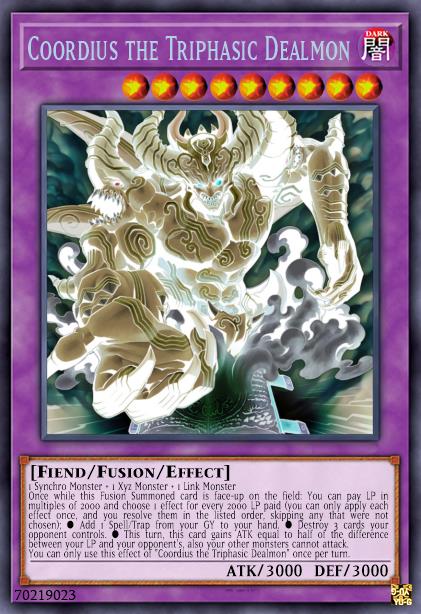 COORDIUS THE TRIPHASIC DEALMON
DARK
闇
[FIEND/FUSION/EFFECT]
1 Synchro Monster + 1 Xyz Monster + 1 Link Monster
Once while this Fusion Summoned card is face-up on the field: You can pay LP in
multiples of 2000 and choose 1 effect for every 2000 LP paid (you can only apply each
effect once, and you resolve them in the listed order, skipping any that were not
chosen); ● Add 1 Spell/Trap from your GY to your hand. ● Destroy 3 cards your
opponent controls. ● This turn, this card gains ATK equal to half of the difference
between your LP and your opponent's, also your other monsters cannot attack.
You can only use this effect of "Coordius the Triphasic Dealmon" once per turn.
ATK/3000 DEF/3000
70219023